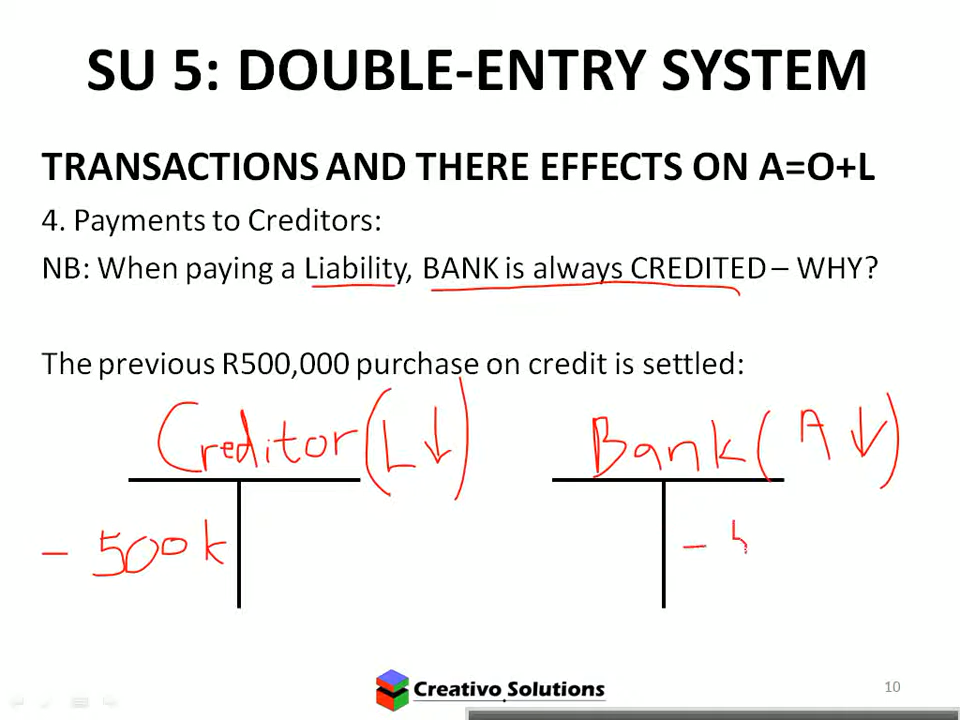 SU 5: DOUBLE-ENTRY SYSTEM
TRANSACTIONS AND THERE EFFECTS ON A=O+L
4. Payments to Creditors:
NB: When paying a Liability, BANK is always CREDITED – WHY?
The previous R500,000 purchase on credit is settled:
Creditor (L↓) Bank (A↓)
- 500k -
Creativo Solutions
10